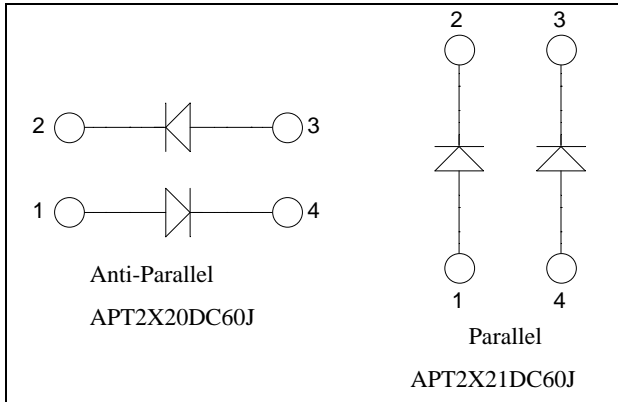 2 3
1 4
Anti-Parallel
APT2X20DC60J
2 3
1 4
Parallel
APT2X21DC60J